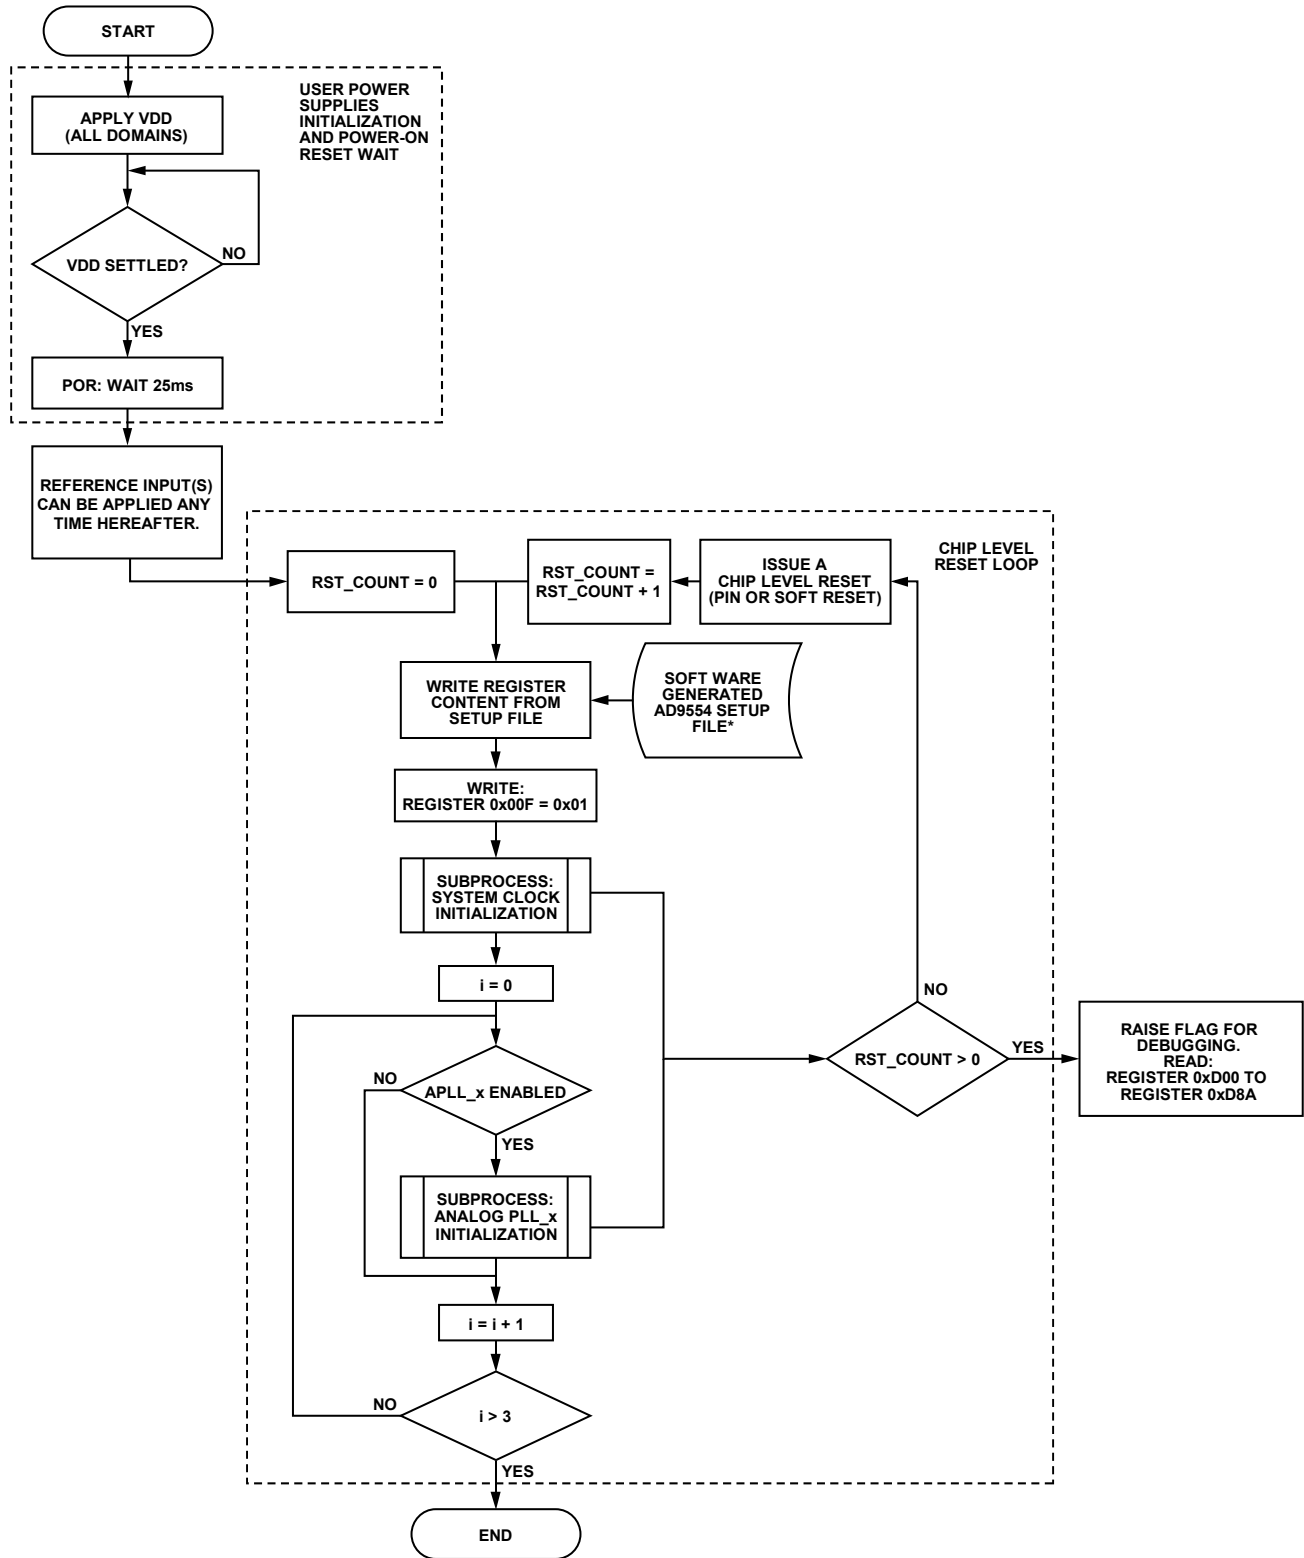 START
USER POWER
SUPPLIES
INITIALIZATION
AND POWER-ON
RESET WAIT
APPLY VDD
(ALL DOMAINS)
VDD SETTLED?
NO
YES
POR: WAIT 25ms
REFERENCE INPUT(S)
CAN BE APPLIED ANY
TIME HEREAFTER.
CHIP LEVEL
RESET LOOP
RST_COUNT = 0
RST_COUNT =
RST_COUNT + 1
ISSUE A
CHIP LEVEL RESET
(PIN OR SOFT RESET)
WRITE REGISTER
CONTENT FROM
SETUP FILE
SOFT WARE
GENERATED
AD9554 SETUP
FILE*
WRITE:
REGISTER 0x00F = 0x01
SUBPROCESS:
SYSTEM CLOCK
INITIALIZATION
i = 0
NO
APLL_x ENABLED
YES
RST_COUNT > 0
NO
YES
RAISE FLAG FOR
DEBUGGING.
READ:
REGISTER 0xD00 TO
REGISTER 0xD8A
SUBPROCESS:
ANALOG PLL_x
INITIALIZATION
i = i + 1
NO
i > 3
YES
END